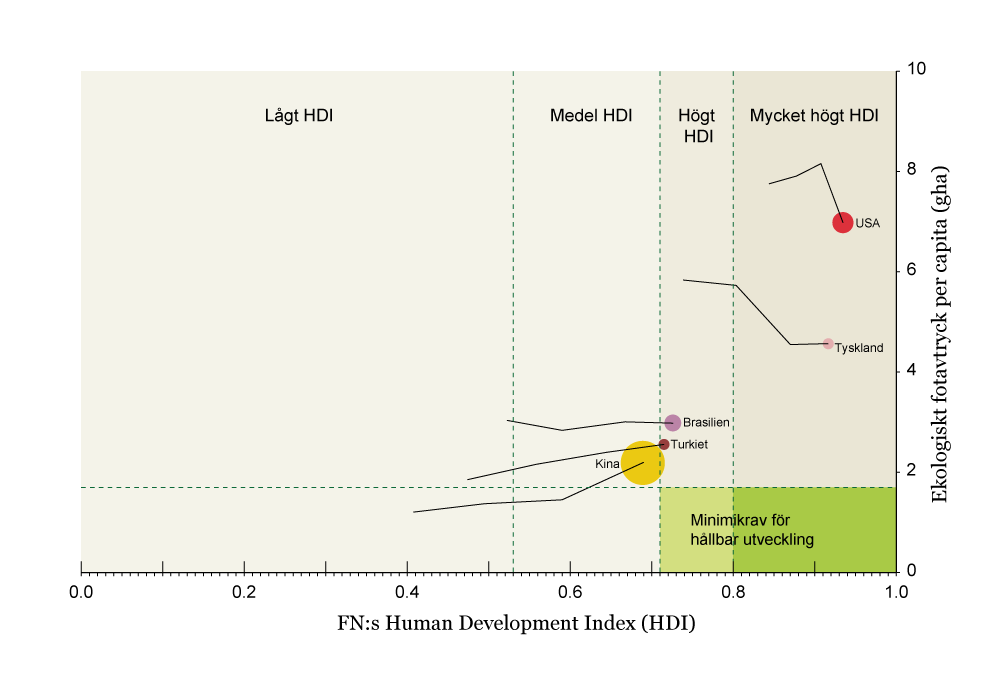 10
Lågt HDI
Medel HDI
Högt
HDI
Mycket högt HDI
8
USA
6
Tyskland
4
Brasilien
Turkiet
Kina
2
Minimikrav för
hållbar utveckling
0
Ekologiskt fotavtryck per capita (gha)
0.0
0.2
0.4
0.6
0.8
1.0
FN:s Human Development Index (HDI)